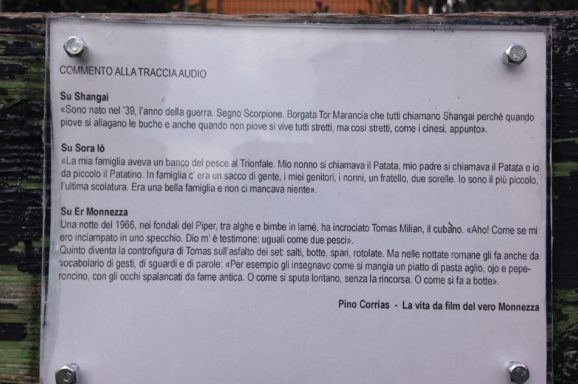 COMMENTO ALLA TRACCIA AUDIO
Su Shangai
«Sono nato nel '39, l'anno della guerra. Segno Scorpione. Borgata Tor Marancia che tutti chiamano Shangai perchè quando
piove si allagano le buche e anche quando non piove si vive tutti stretti, ma così stretti, come i cinesi, appunto».
Su Sora Iò
«La mia famiglia aveva un banco del pesce al Trionfale. Mio nonno si chiamava il Patata, mio padre si chiamava il Patata e io
da piccolo il Patatino. In famiglia c' era un sacco di gente, i miei genitori, i nonni, un fratello, due sorelle. Io sono il più piccolo,
l'ultima scolatura. Era una bella famiglia e non ci mancava niente».
Su Er Monnezza
Una notte del 1966, nei fondali del Piper, tra alghe e bimbe in lamè, ha incrociato Tomas Milian, il cubano. «Aho! Come se mi
ero inciampato in uno specchio. Dio m' è testimone: uguali come due pesci».
Quinto diventa la controfigura di Tomas sull'asfalto dei set: salti, botte, spari, rotolate. Ma nelle nottate romane gli fa anche da
vocabolario di gesti, di sguardi e di parole: «Per esempio gli insegnavo come si mangia un piatto di pasta aglio, ojo e pepe-
roncino, con gli occhi spalancati da fame antica. O come si sputa lontano, senza la rincorsa. O come si fa a botte».
Pino Corrias - La vita da film del vero Monnezza